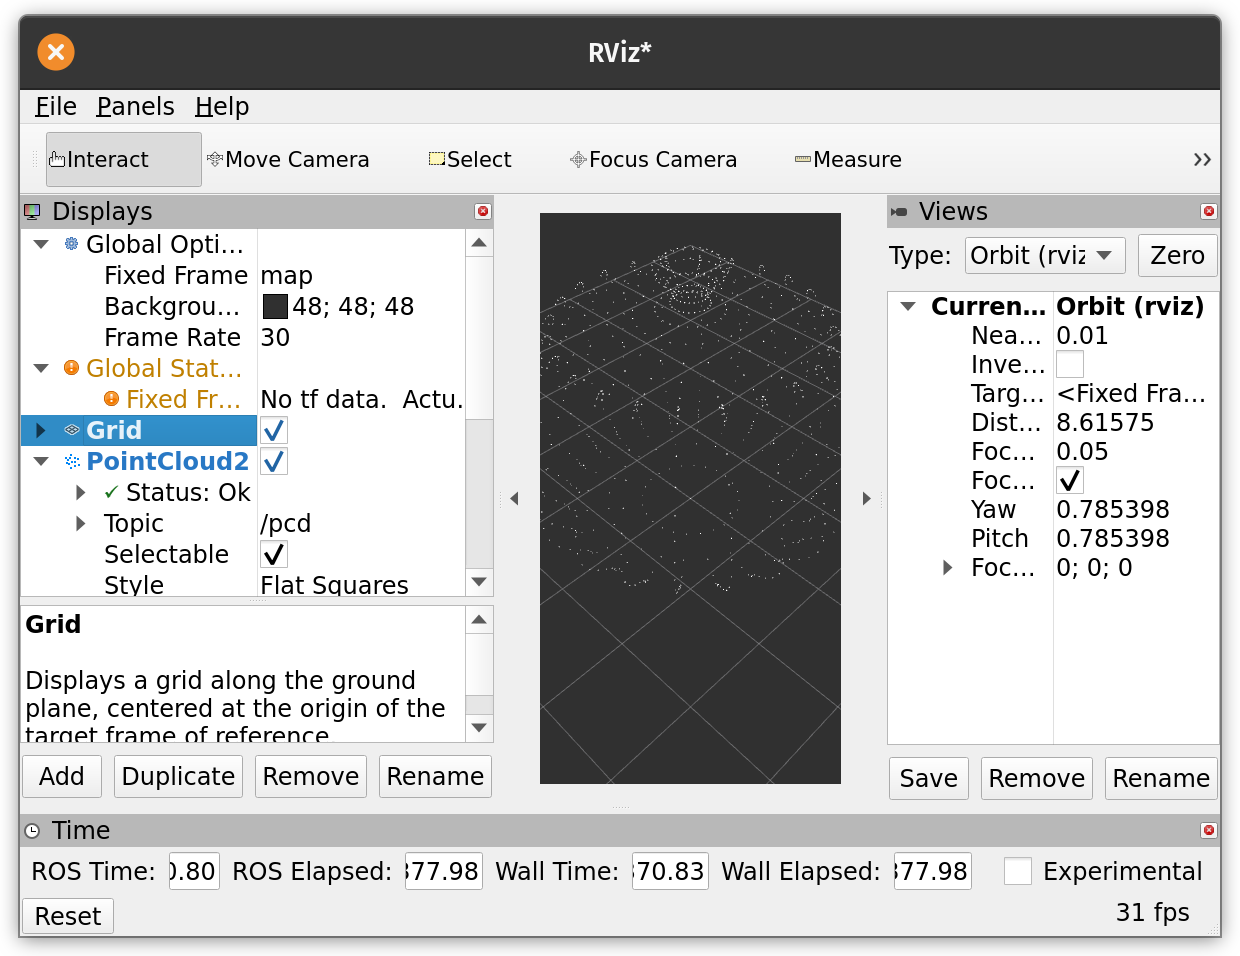 RViz*
File Panels Help
Interact Move Camera Select Focus Camera Measure
Displays
Global Opti...
Fixed Frame map
Backgrou... 48; 48; 48
Frame Rate 30
Global Stat...
Fixed Fr... No tf data. Actu.
Grid
PointCloud2
Status: Ok
Topic /pcd
Selectable
Style Flat Squares
Grid
Displays a grid along the ground
plane, centered at the origin of the
target frame of reference.
Add Duplicate Remove Rename
Views
Type: Orbit (rviz Zero
Curren... Orbit (rviz)
Nea... 0.01
Inve...
Targ... <Fixed Fra...
Dist... 8.61575
Foc... 0.05
Foc...
Yaw 0.785398
Pitch 0.785398
Foc... 0; 0; 0
Save Remove Rename
Time
ROS Time: 0.80 ROS Elapsed: 377.98 Wall Time: 70.83 Wall Elapsed: 377.98 Experimental
Reset 31 fps